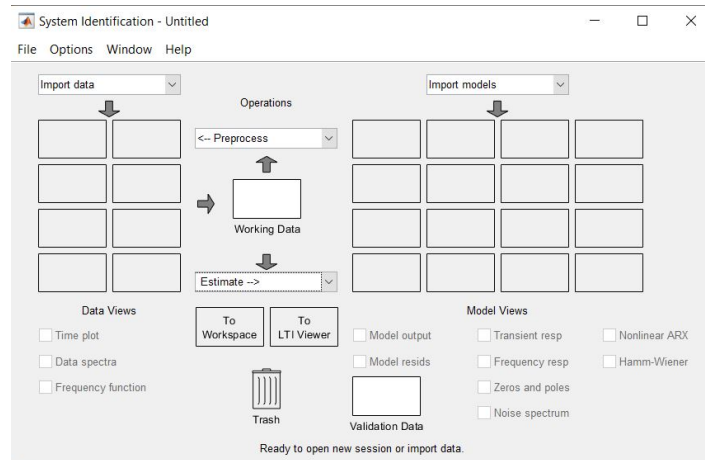 System Identification - Untitled
File Options Window Help
Import data
Import models
Operations
<-- Preprocess
Working Data
Estimate -->
Data Views
Time plot
Data spectra
Frequency function
To
Workspace
To
LTI Viewer
Trash
Model Views
Model output
Transient resp
Nonlinear ARX
Model resids
Frequency resp
Hamm-Wiener
Zeros and poles
Noise spectrum
Validation Data
Ready to open new session or import data.